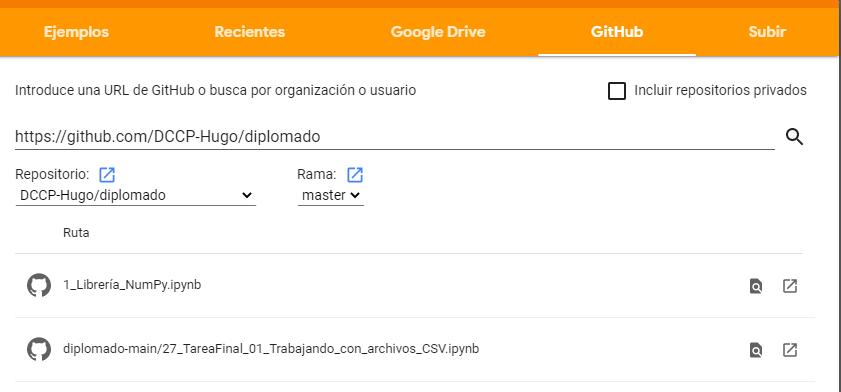 Ejemplos Recientes Google Drive GitHub Subir
Introduce una URL de GitHub o busca por organización o usuario Incluir repositorios privados
https://github.com/DCCP-Hugo/diplomado
Repositorio: Rama:
DCCP-Hugo/diplomado master
Ruta
1_Librería_NumPy.ipynb
diplomado-main/27_TareaFinal_01_Trabajando_con_archivos_CSV.ipynb